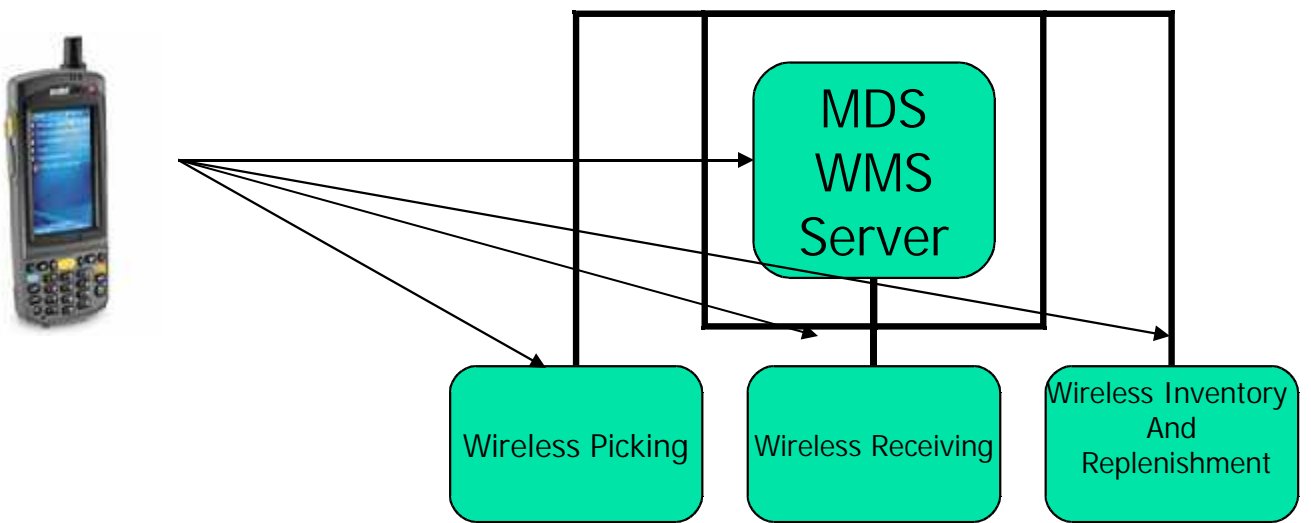 MDS
WMS
Server
Wireless Picking
Wireless Receiving
Wireless Inventory
And
Replenishment